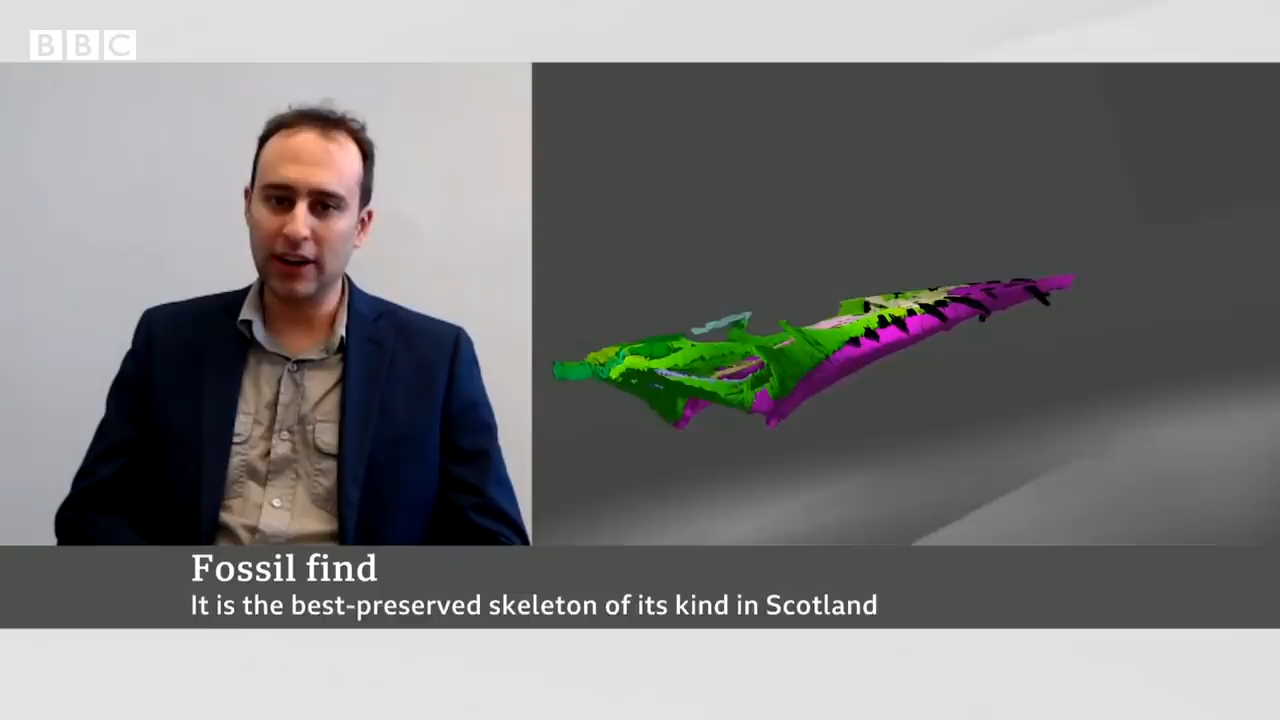 BBC
Fossil find
It is the best-preserved skeleton of its kind in Scotland